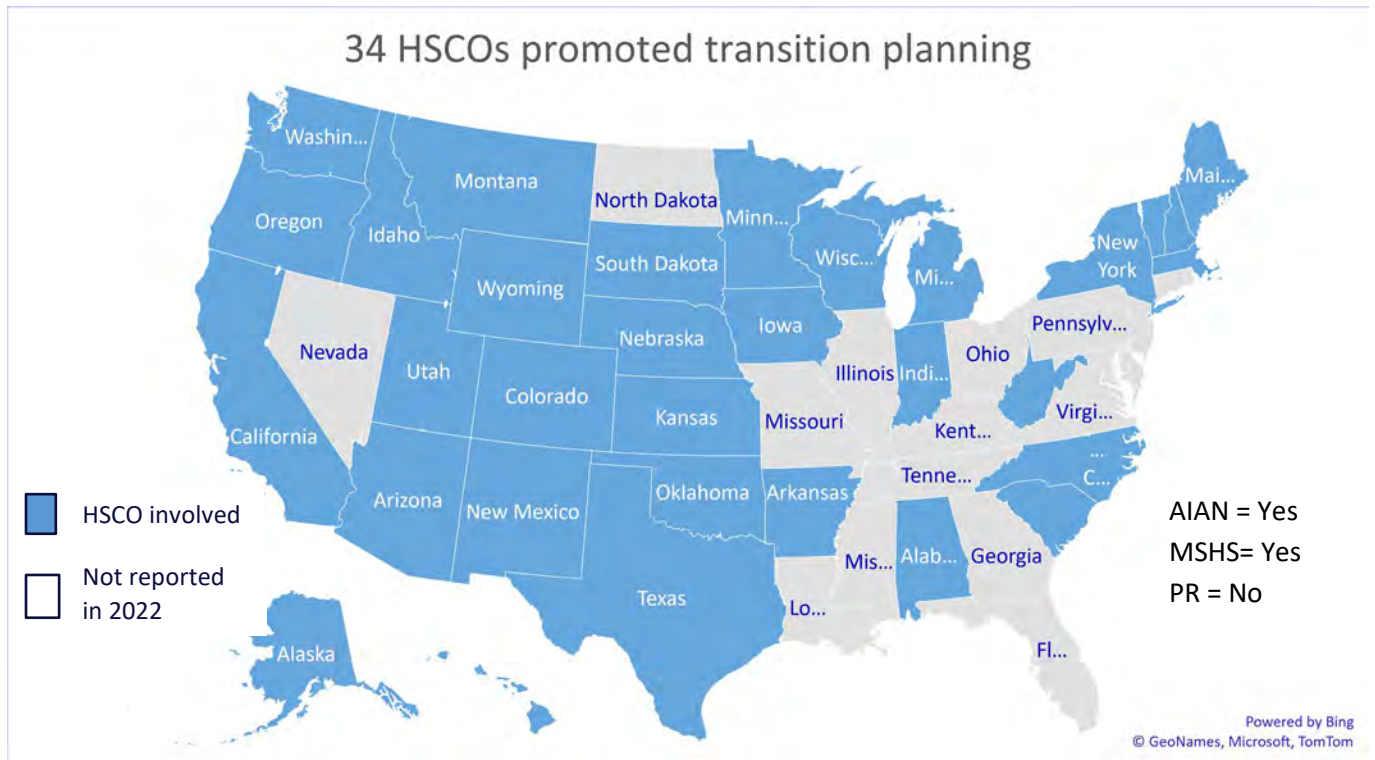 34 HSCOs promoted transition planning
Washin ...
Montana
North Dakota
Minn ...
Mai...
Oregon
Idaho
Wisc ...
New
York
South Dakota
Mi...
Wyoming
Iowa
Pennsylv ...
Nebraska
Nevada
Ohio
Illinois
Indi...
Utah
Colorado
Virgi ...
Kansas
Missouri
Kent ...
California
...
C...
Tenne ...
Oklahoma
Arkansas
Arizona
New Mexico
HSCO involved
AIAN = Yes
Mis...
Alab...
Georgia
MSHS= Yes
Not reported
in 2022
PR = No
Texas
Lo...
Fl...
Alaska
Powered by Bing
© GeoNames, Microsoft, TomTom